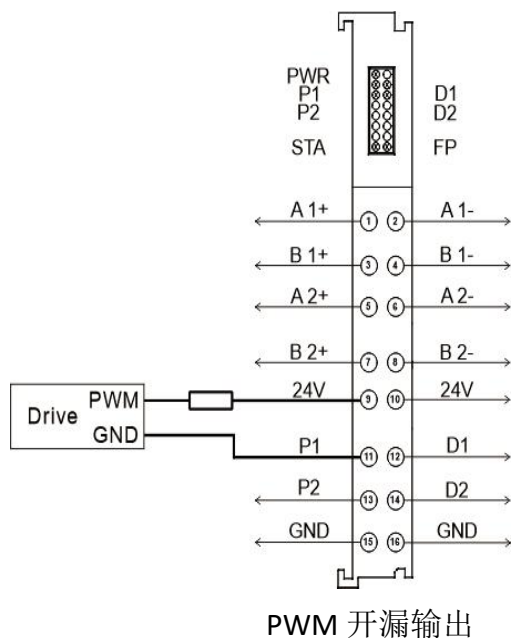 PWR
P1 D1
P2 D2
STA FP
A 1+ 1 2 A 1-
B 1+ 3 4 B 1-
A 2+ 5 6 A 2-
B 2+ 7 8 B 2-
24V 9 10 24V
Drive PWM
GND
P1 11 12 D1
P2 13 14 D2
GND 15 16 GND
PWM 开漏输出